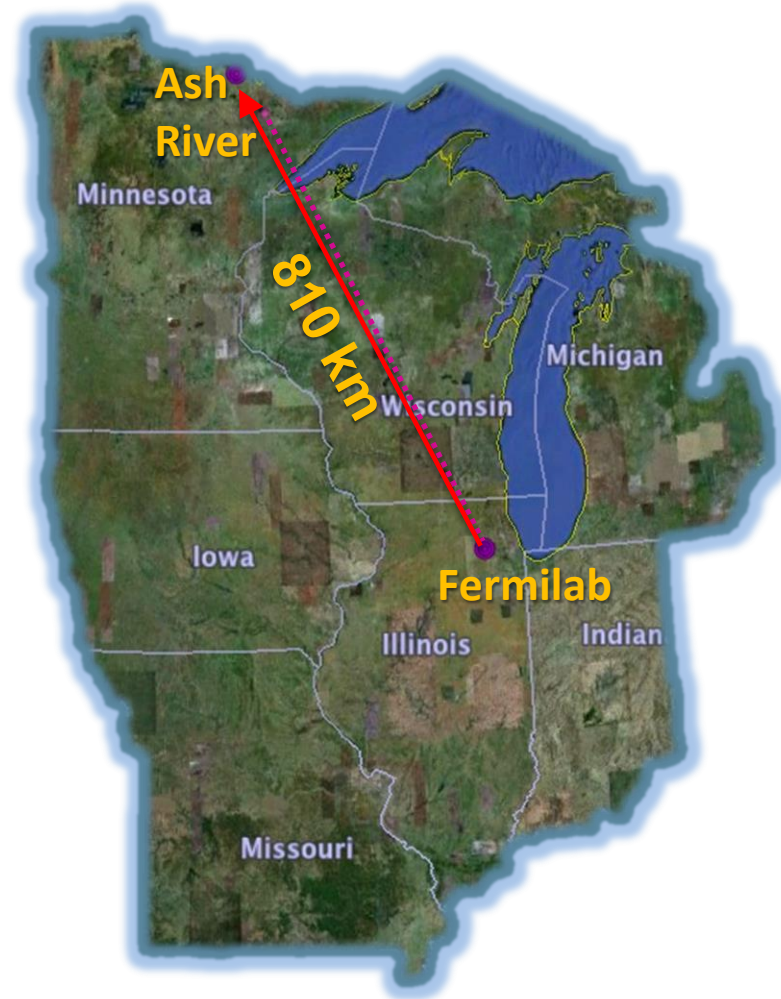 Ash
River
Minnesota
810 km
Michigan
Wisconsin
Iowa
Fermilab
Illinois
Indian
Missouri